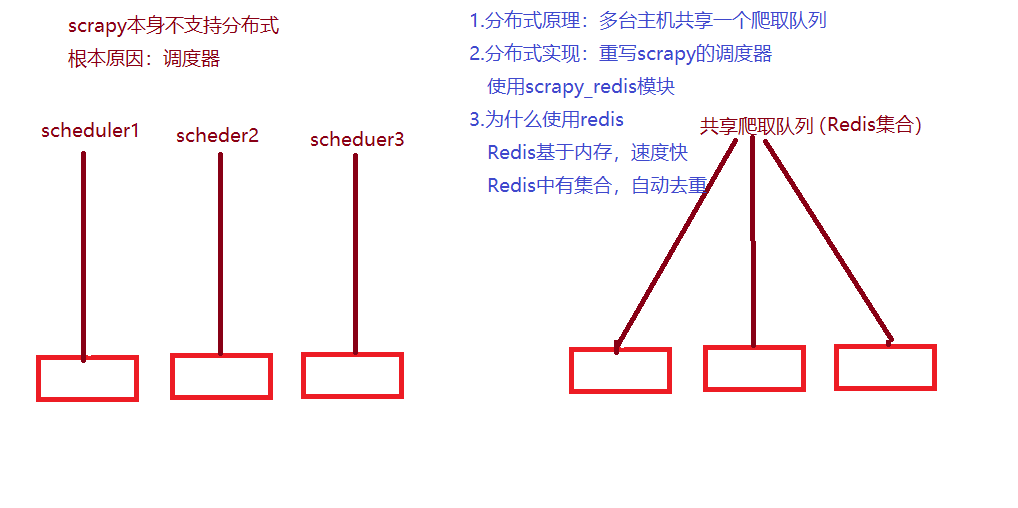 scrapy本身不支持分布式
根本原因：调度器
scheduler1
scheder2
scheduer3
1.分布式原理：多台主机共享一个爬取队列
2.分布式实现：重写scrapy的调度器
使用scrapy_redis模块
3.为什么使用redis
Redis基于内存，速度快
Redis中有集合，自动去重
共享爬取队列（Redis集合）